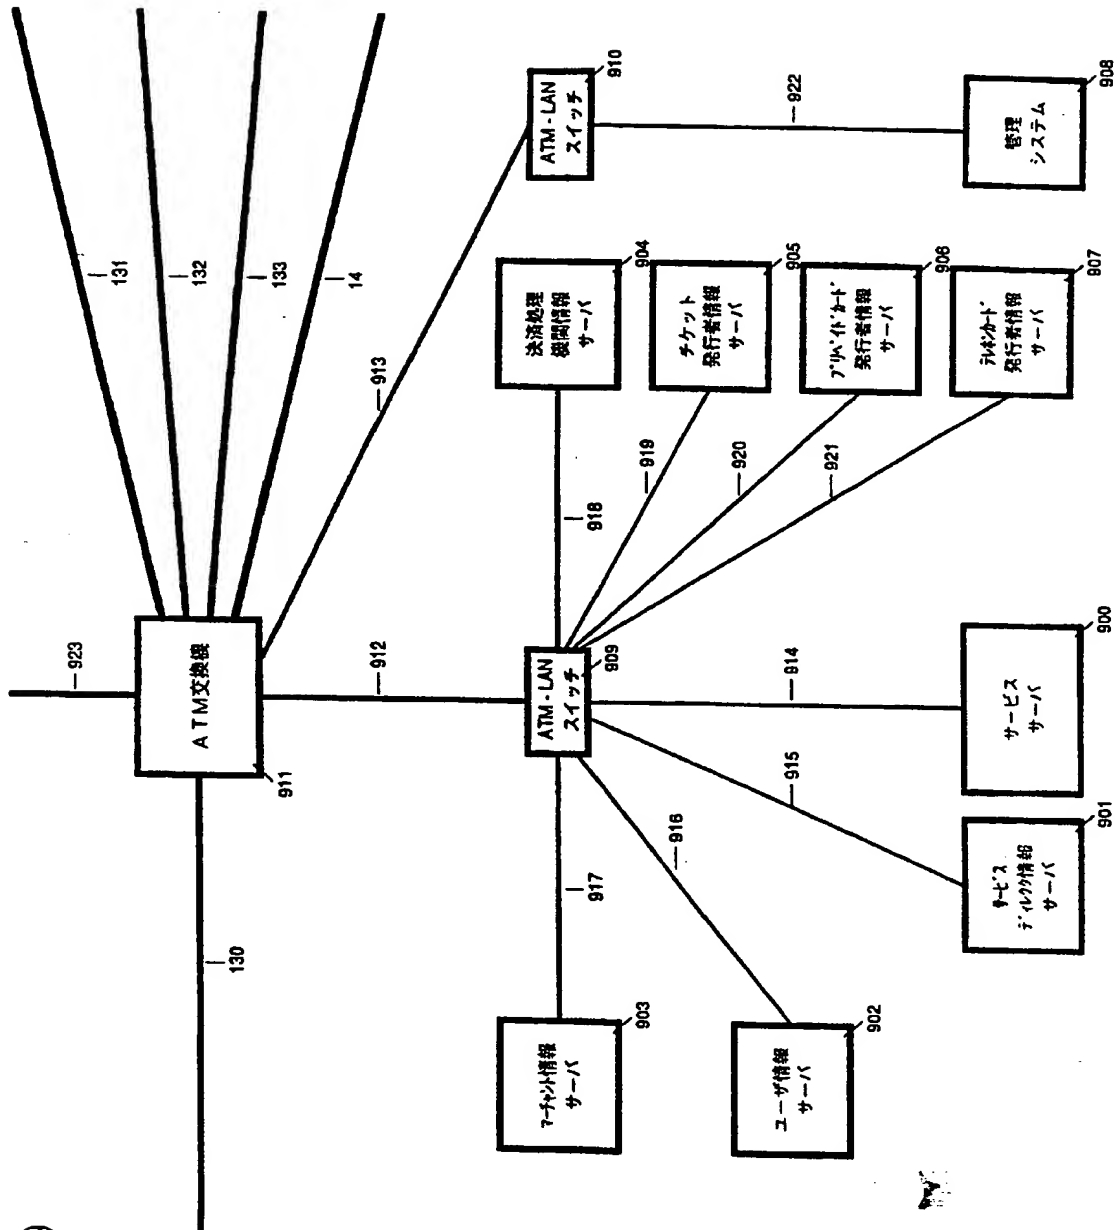 923
ATM交換機
911
130
131
132
133
14
912
913
ATM-LAN
スイッチ
910
922
管理
システム
908
ATM-LAN
スイッチ
909
918
919
920
921
決済処理
機関情報
サーバ
904
チケット
発行者情報
サーバ
905
プリペイドカード
発行者情報
サーバ
906
テレホンカード
発行者情報
サーバ
907
917
916
915
914
マーチャント情報
サーバ
903
ユーザ情報
サーバ
902
サービス
ディレクタ情報
サーバ
901
サービス
サーバ
900